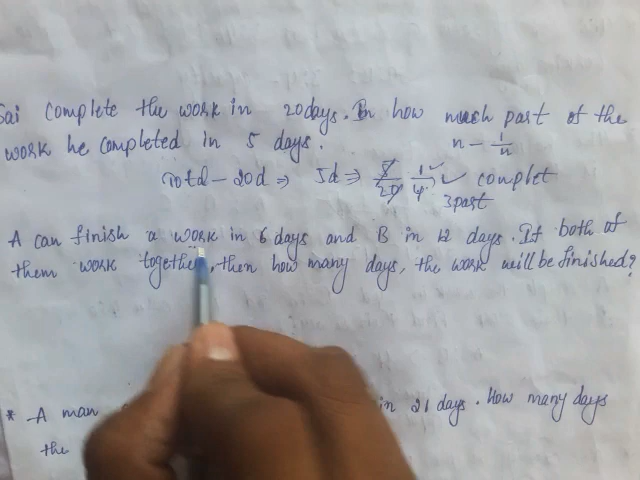 Sai complete the work in 20 days. In how much part of the
work he completed in 5 days. n - 1/n
Total - 20d ⇒ 5d ⇒ 5/20 1/4 ✓ complet
3part
A can finish a work in 6 days and B in 12 days. If both of
them work together, then how many days, the work will be finished?
* A man in 21 days. How many days
the